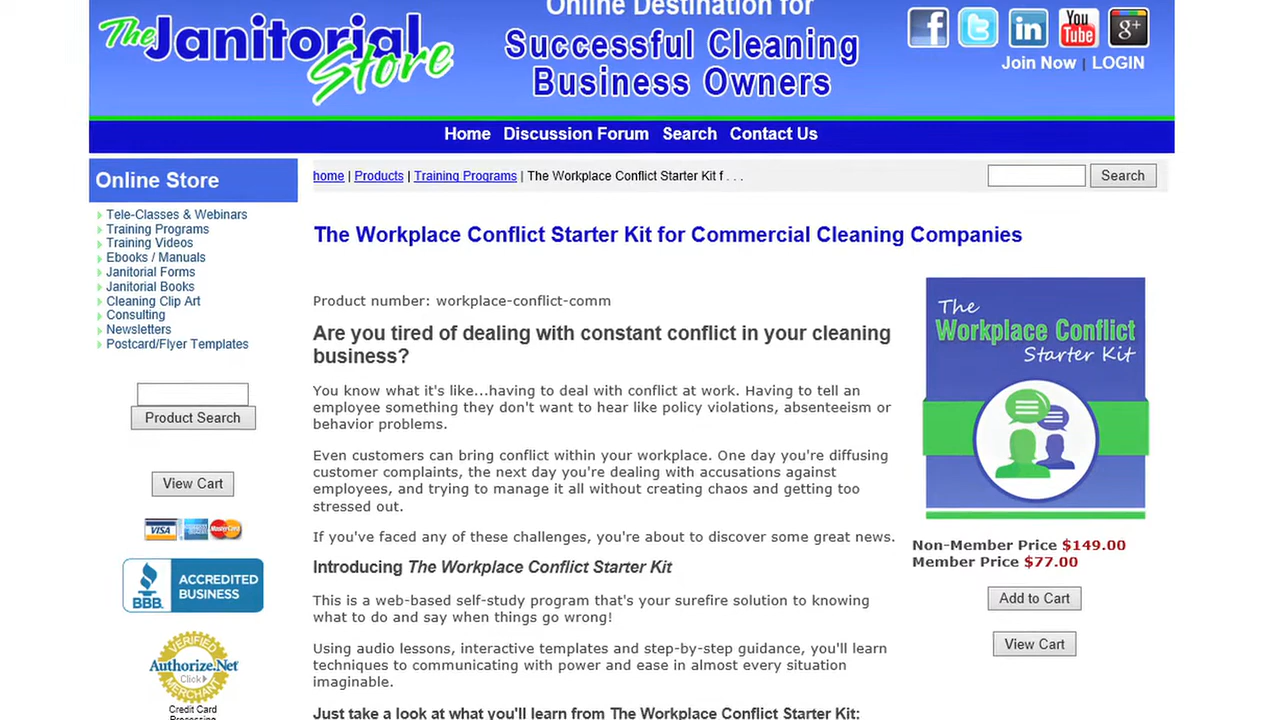 The Janitorial Store
Online Destination for
Successful Cleaning
Business Owners
f t in You Tube g+
Join Now | LOGIN
Home Discussion Forum Search Contact Us
Online Store
Tele-Classes & Webinars
Training Programs
Training Videos
Ebooks / Manuals
Janitorial Forms
Janitorial Books
Cleaning Clip Art
Consulting
Newsletters
Postcard/Flyer Templates
Product Search
View Cart
VISA AMERICAN EXPRESS MasterCard
BBB. ACCREDITED BUSINESS
VERIFIED
Authorize.Net
Click
MERCHANT
Credit Card
Processing
home | Products | Training Programs | The Workplace Conflict Starter Kit f . . .
Search
The Workplace Conflict Starter Kit for Commercial Cleaning Companies
Product number: workplace-conflict-comm
Are you tired of dealing with constant conflict in your cleaning
business?
You know what it's like...having to deal with conflict at work. Having to tell an
employee something they don't want to hear like policy violations, absenteeism or
behavior problems.
Even customers can bring conflict within your workplace. One day you're diffusing
customer complaints, the next day you're dealing with accusations against
employees, and trying to manage it all without creating chaos and getting too
stressed out.
If you've faced any of these challenges, you're about to discover some great news.
Introducing The Workplace Conflict Starter Kit
This is a web-based self-study program that's your surefire solution to knowing
what to do and say when things go wrong!
Using audio lessons, interactive templates and step-by-step guidance, you'll learn
techniques to communicating with power and ease in almost every situation
imaginable.
Just take a look at what you'll learn from The Workplace Conflict Starter Kit:
The
Workplace Conflict
Starter Kit
Non-Member Price $149.00
Member Price $77.00
Add to Cart
View Cart